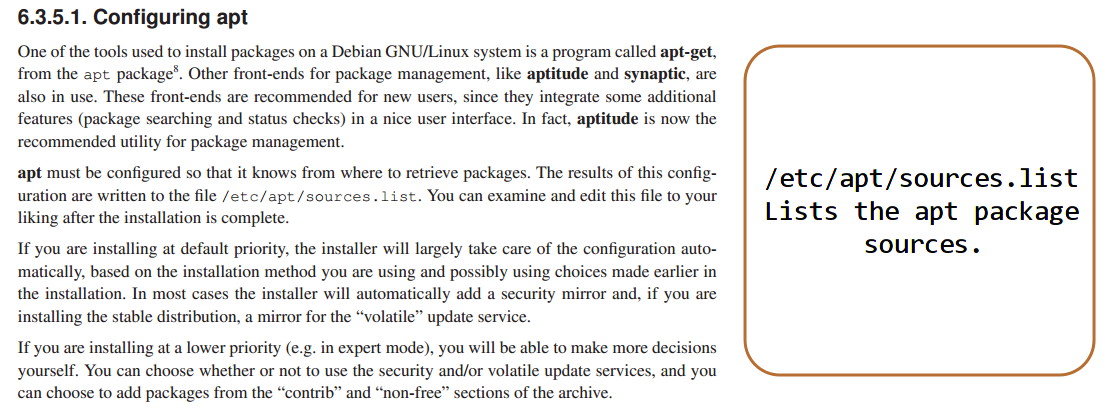 6.3.5.1. Configuring apt
One of the tools used to install packages on a Debian GNU/Linux system is a program called apt-get,
from the apt package⁸. Other front-ends for package management, like aptitude and synaptic, are
also in use. These front-ends are recommended for new users, since they integrate some additional
features (package searching and status checks) in a nice user interface. In fact, aptitude is now the
recommended utility for package management.
apt must be configured so that it knows from where to retrieve packages. The results of this config-
uration are written to the file /etc/apt/sources.list. You can examine and edit this file to your
liking after the installation is complete.
If you are installing at default priority, the installer will largely take care of the configuration auto-
matically, based on the installation method you are using and possibly using choices made earlier in
the installation. In most cases the installer will automatically add a security mirror and, if you are
installing the stable distribution, a mirror for the “volatile” update service.
If you are installing at a lower priority (e.g. in expert mode), you will be able to make more decisions
yourself. You can choose whether or not to use the security and/or volatile update services, and you
can choose to add packages from the “contrib” and “non-free” sections of the archive.
/etc/apt/sources.list
Lists the apt package
sources.